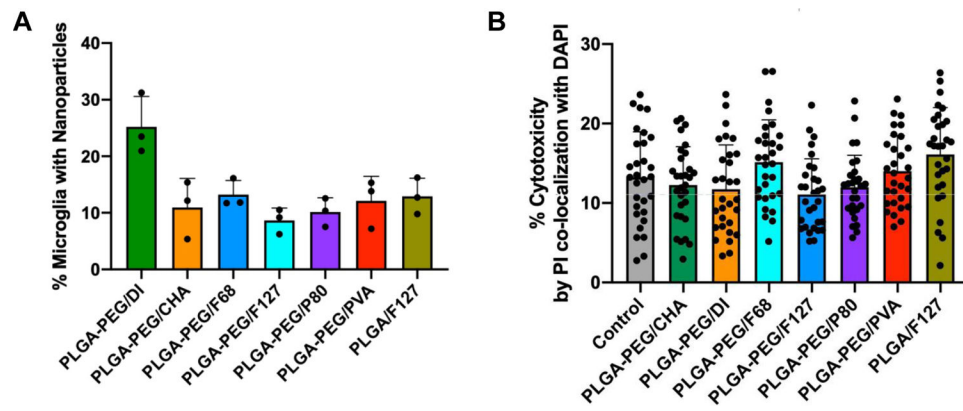 A
% Microglia with Nanoparticles
40
30
20
10
0
PLGA-PEG/DI
PLGA-PEG/CHA
PLGA-PEG/F68
PLGA-PEG/F127
PLGA-PEG/P80
PLGA-PEG/PVA
PLGA/F127
B
% Cytotoxicity
by PI co-localization with DAPI
30
20
10
0
Control
PLGA-PEG/CHA
PLGA-PEG/DI
PLGA-PEG/F68
PLGA-PEG/F127
PLGA-PEG/P80
PLGA-PEG/PVA
PLGA/F127